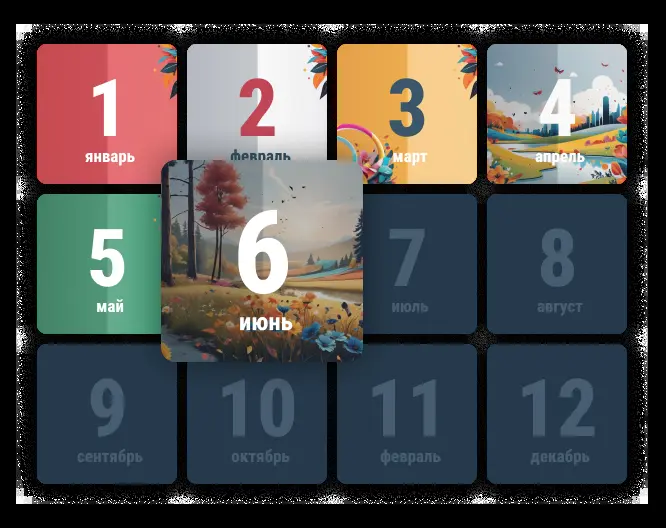 1
январь
2
февраль
3
март
4
апрель
5
май
6
июнь
7
июль
8
август
9
сентябрь
10
октябрь
11
февраль
12
декабрь